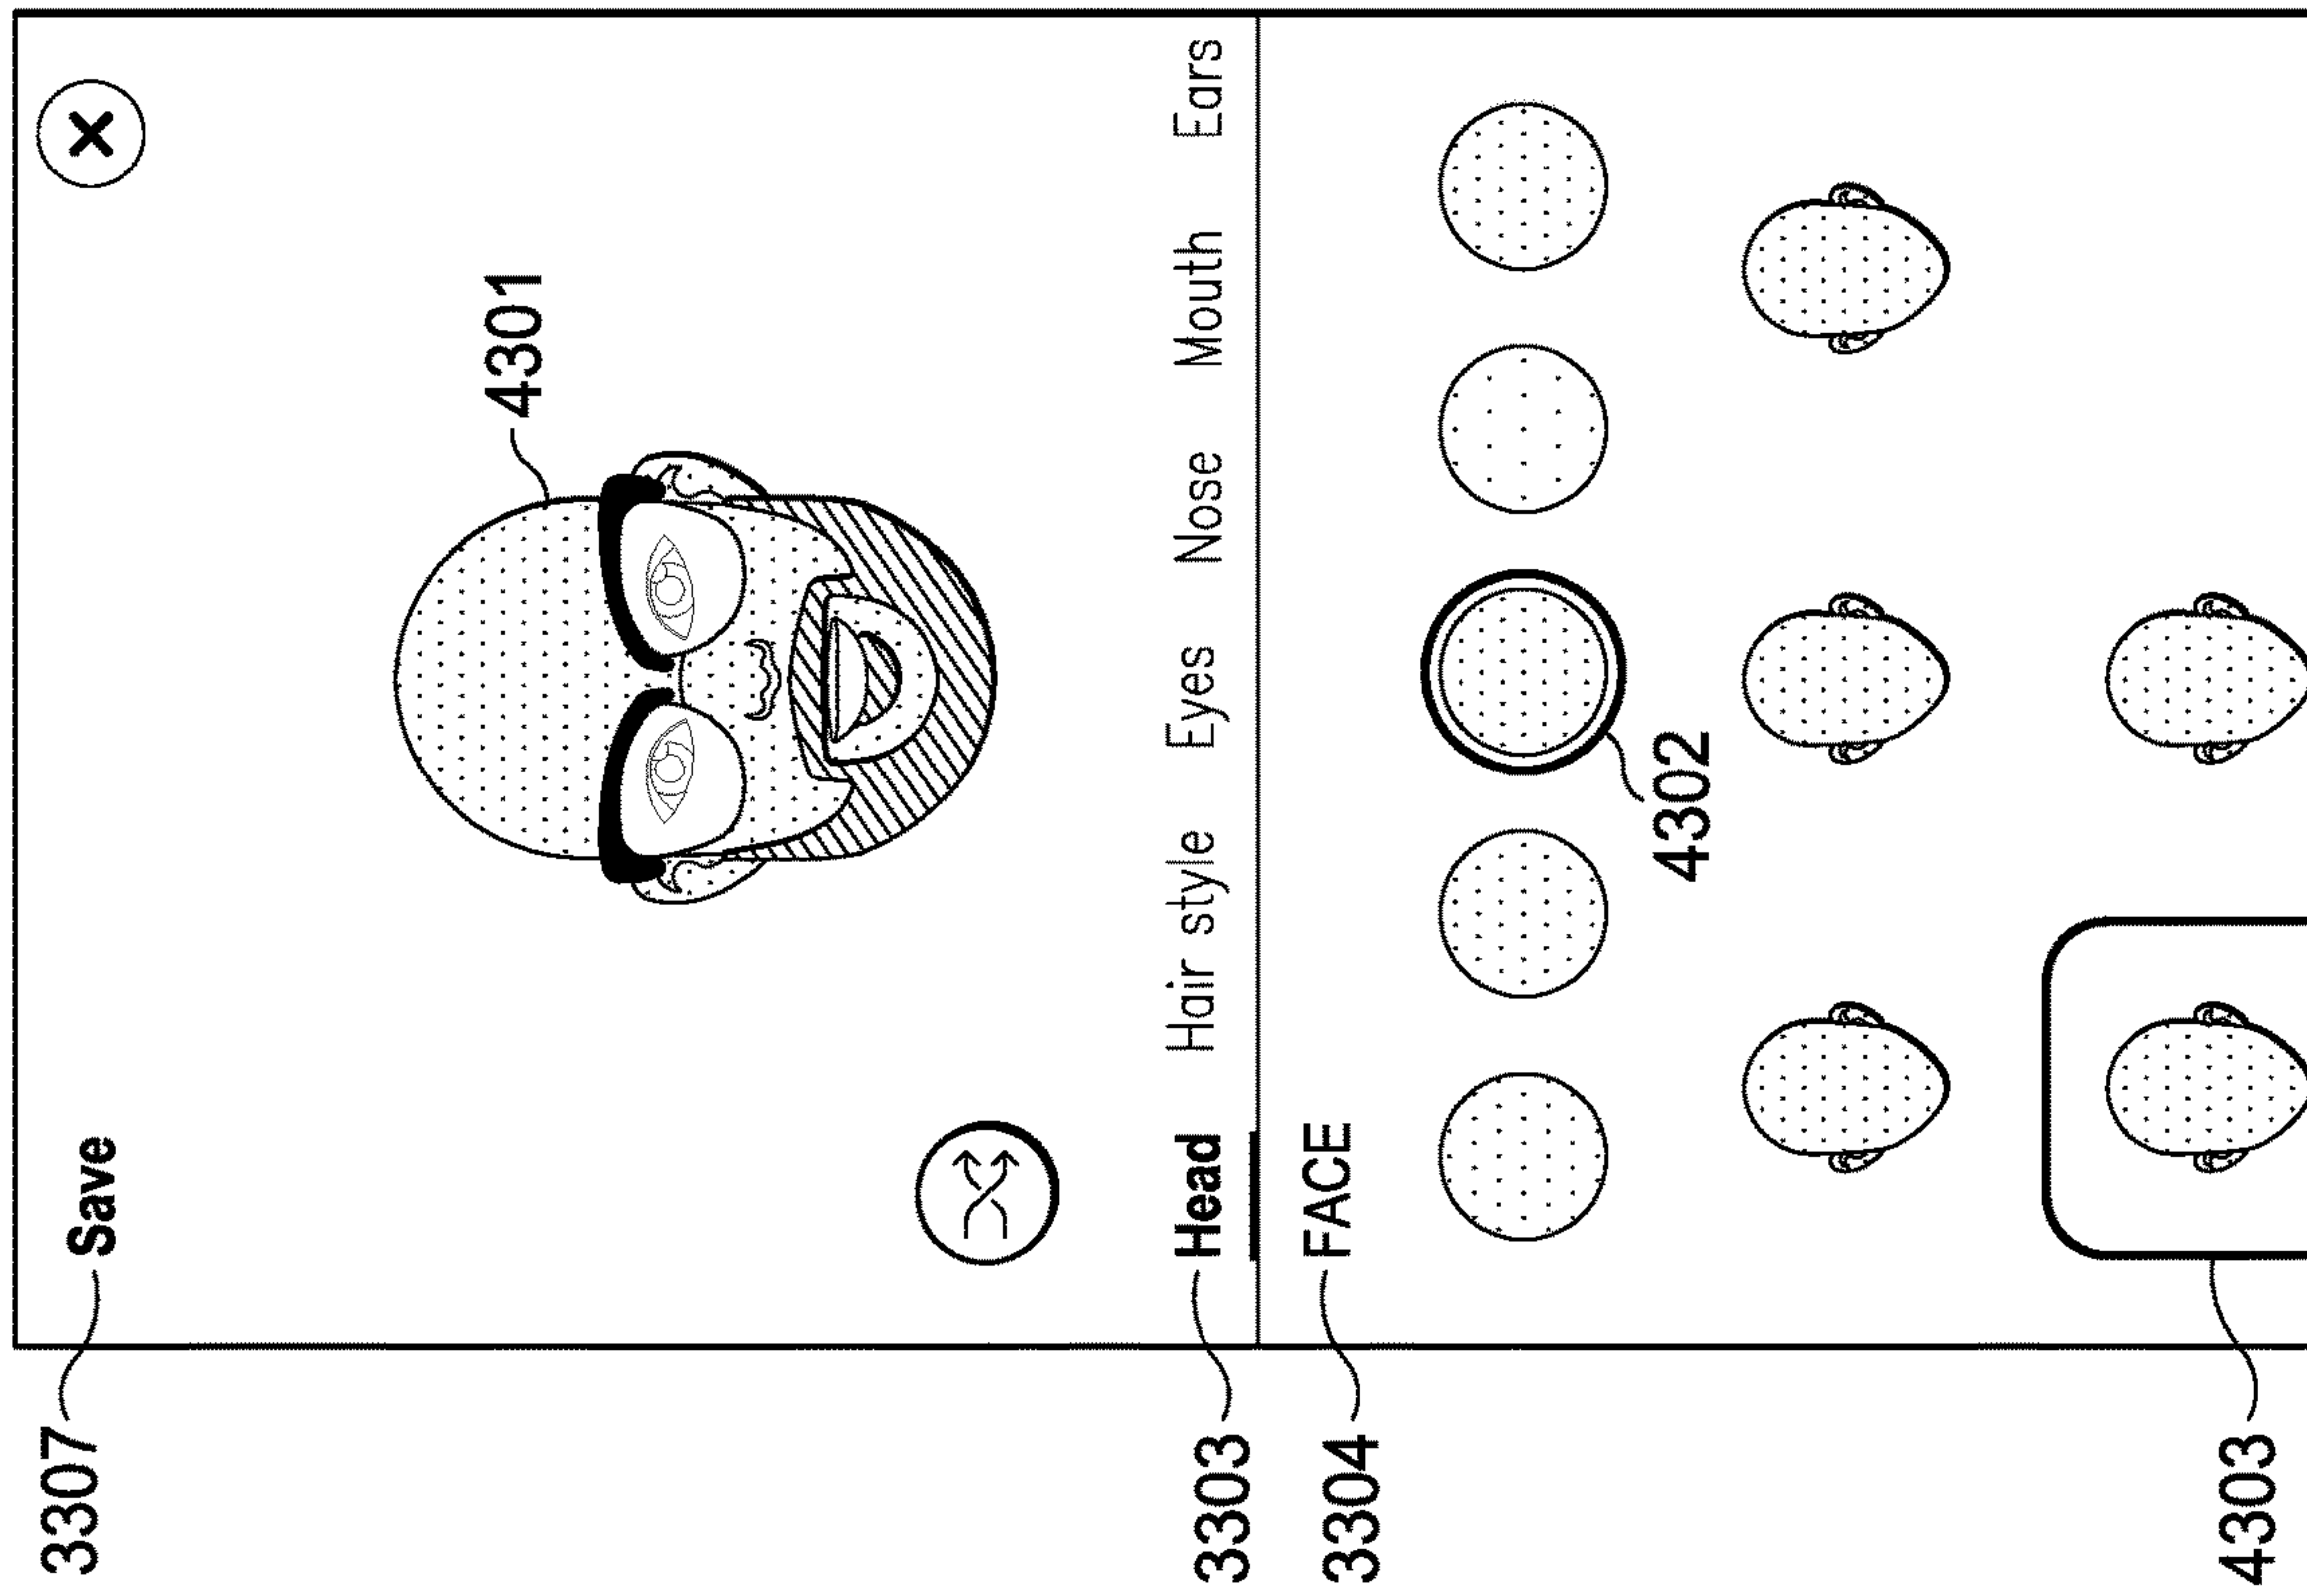 3307 Save
4301
3303 Head Hair style Eyes Nose Mouth Ears
3304 FACE
4302
4303